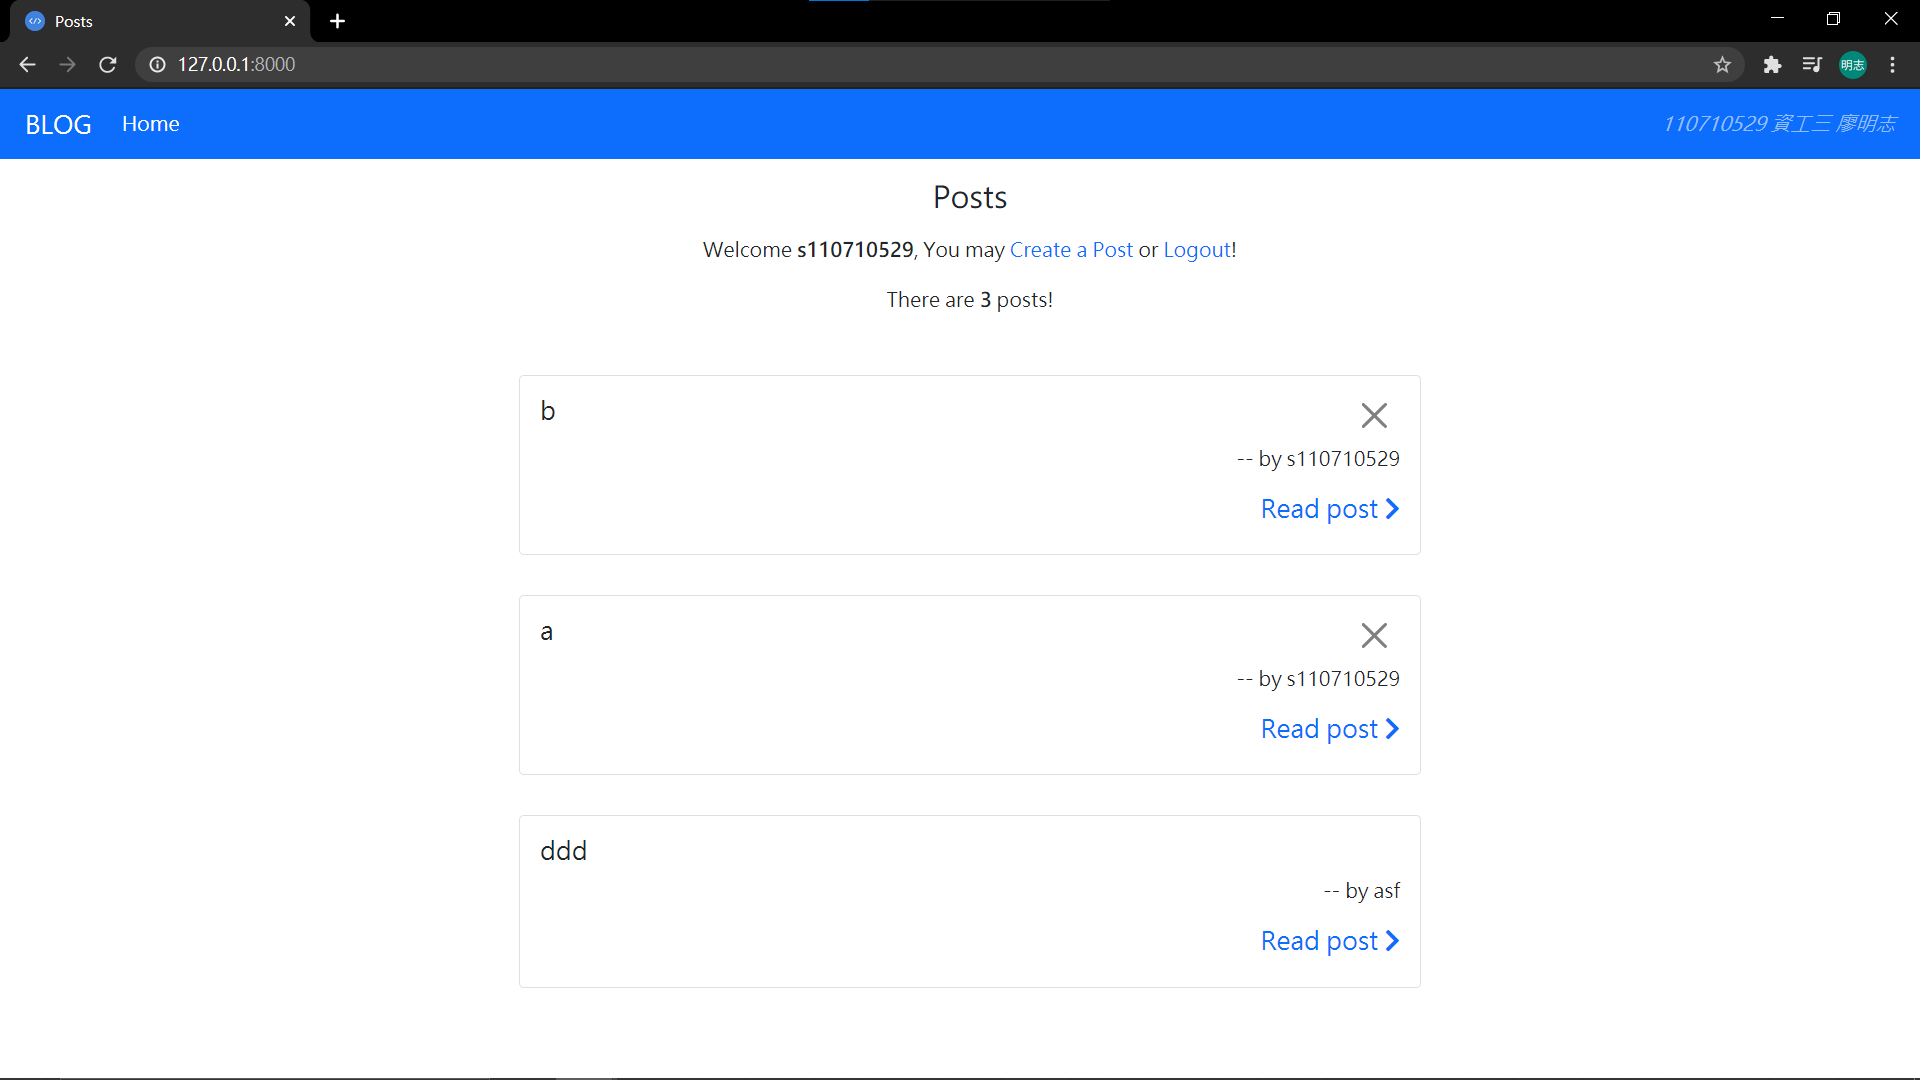 Posts
127.0.0.1:8000
明志
BLOG Home 110710529 資工三 廖明志
Posts
Welcome s110710529, You may Create a Post or Logout!
There are 3 posts!
b
-- by s110710529
Read post
a
-- by s110710529
Read post
ddd
-- by asf
Read post